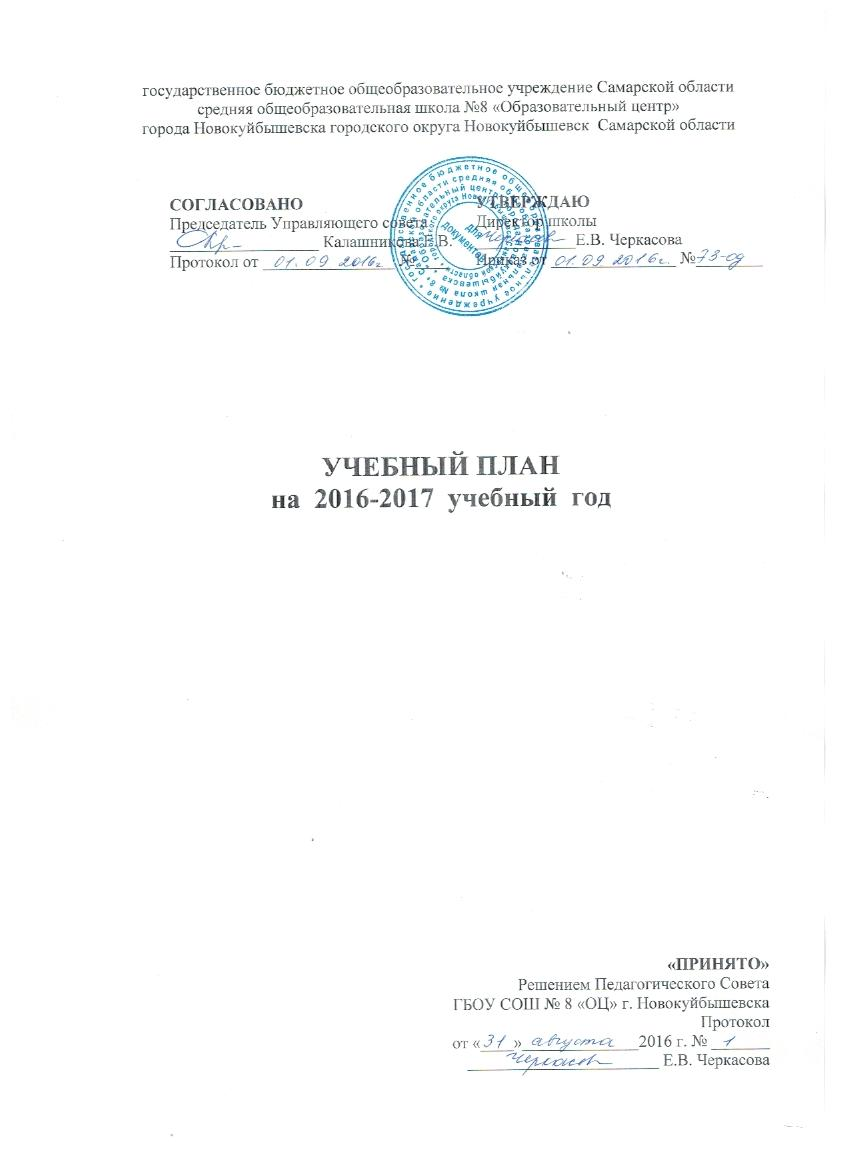 государственное бюджетное общеобразовательное учреждение Самарской области
средняя общеобразовательная школа №8 «Образовательный центр»
города Новокуйбышевска городского округа Новокуйбышевск Самарской области
СОГЛАСОВАНО
Председатель Управляющего совета
Калашникова .В.
Протокол от 01.09 2016г. №
УТВЕРЖДАЮ
Директор школы
Е.В. Черкасова
Приказ от 01.09 2016г. №73-од
для
документов
УЧЕБНЫЙ ПЛАН
на 2016-2017 учебный год
«ПРИНЯТО»
Решением Педагогического Совета
ГБОУ СОШ № 8 «ОЦ» г. Новокуйбышевска
Протокол
от «31» августа 2016 г. № 1
Е.В. Черкасова